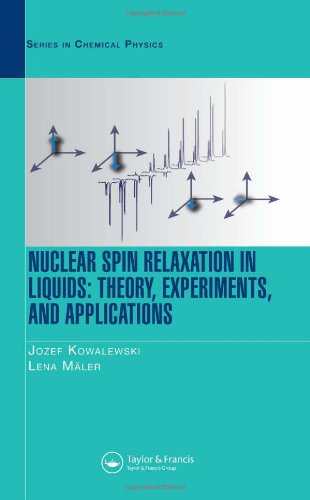 SERIES IN CHEMICAL PHYSICS
NUCLEAR SPIN RELAXATION IN
LIQUIDS: THEORY, EXPERIMENTS,
AND APPLICATIONS
JOZEF KOWALEWSKI
LENA MÄLER
Taylor & Francis
Taylor & Francis Group